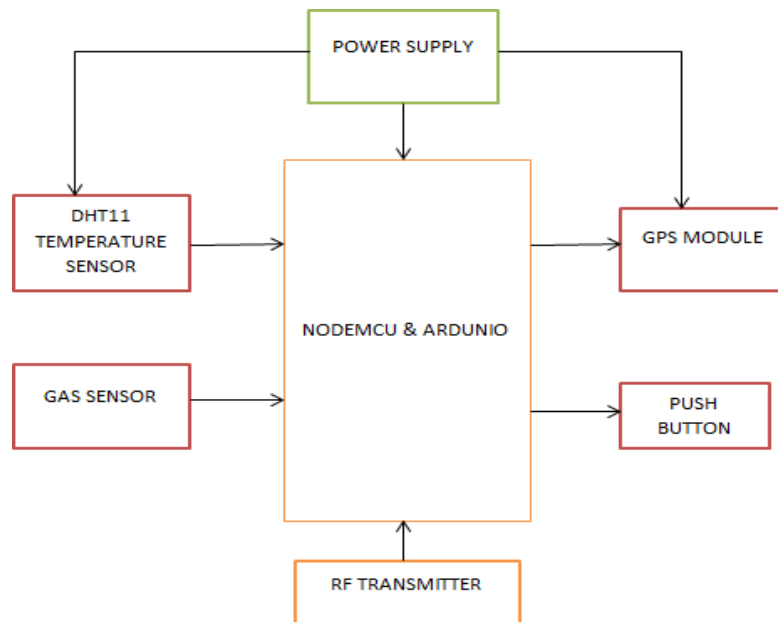 POWER SUPPLY
DHT11
TEMPERATURE
SENSOR
GPS MODULE
NODEMCU & ARDUNIO
GAS SENSOR
PUSH
BUTTON
RF TRANSMITTER